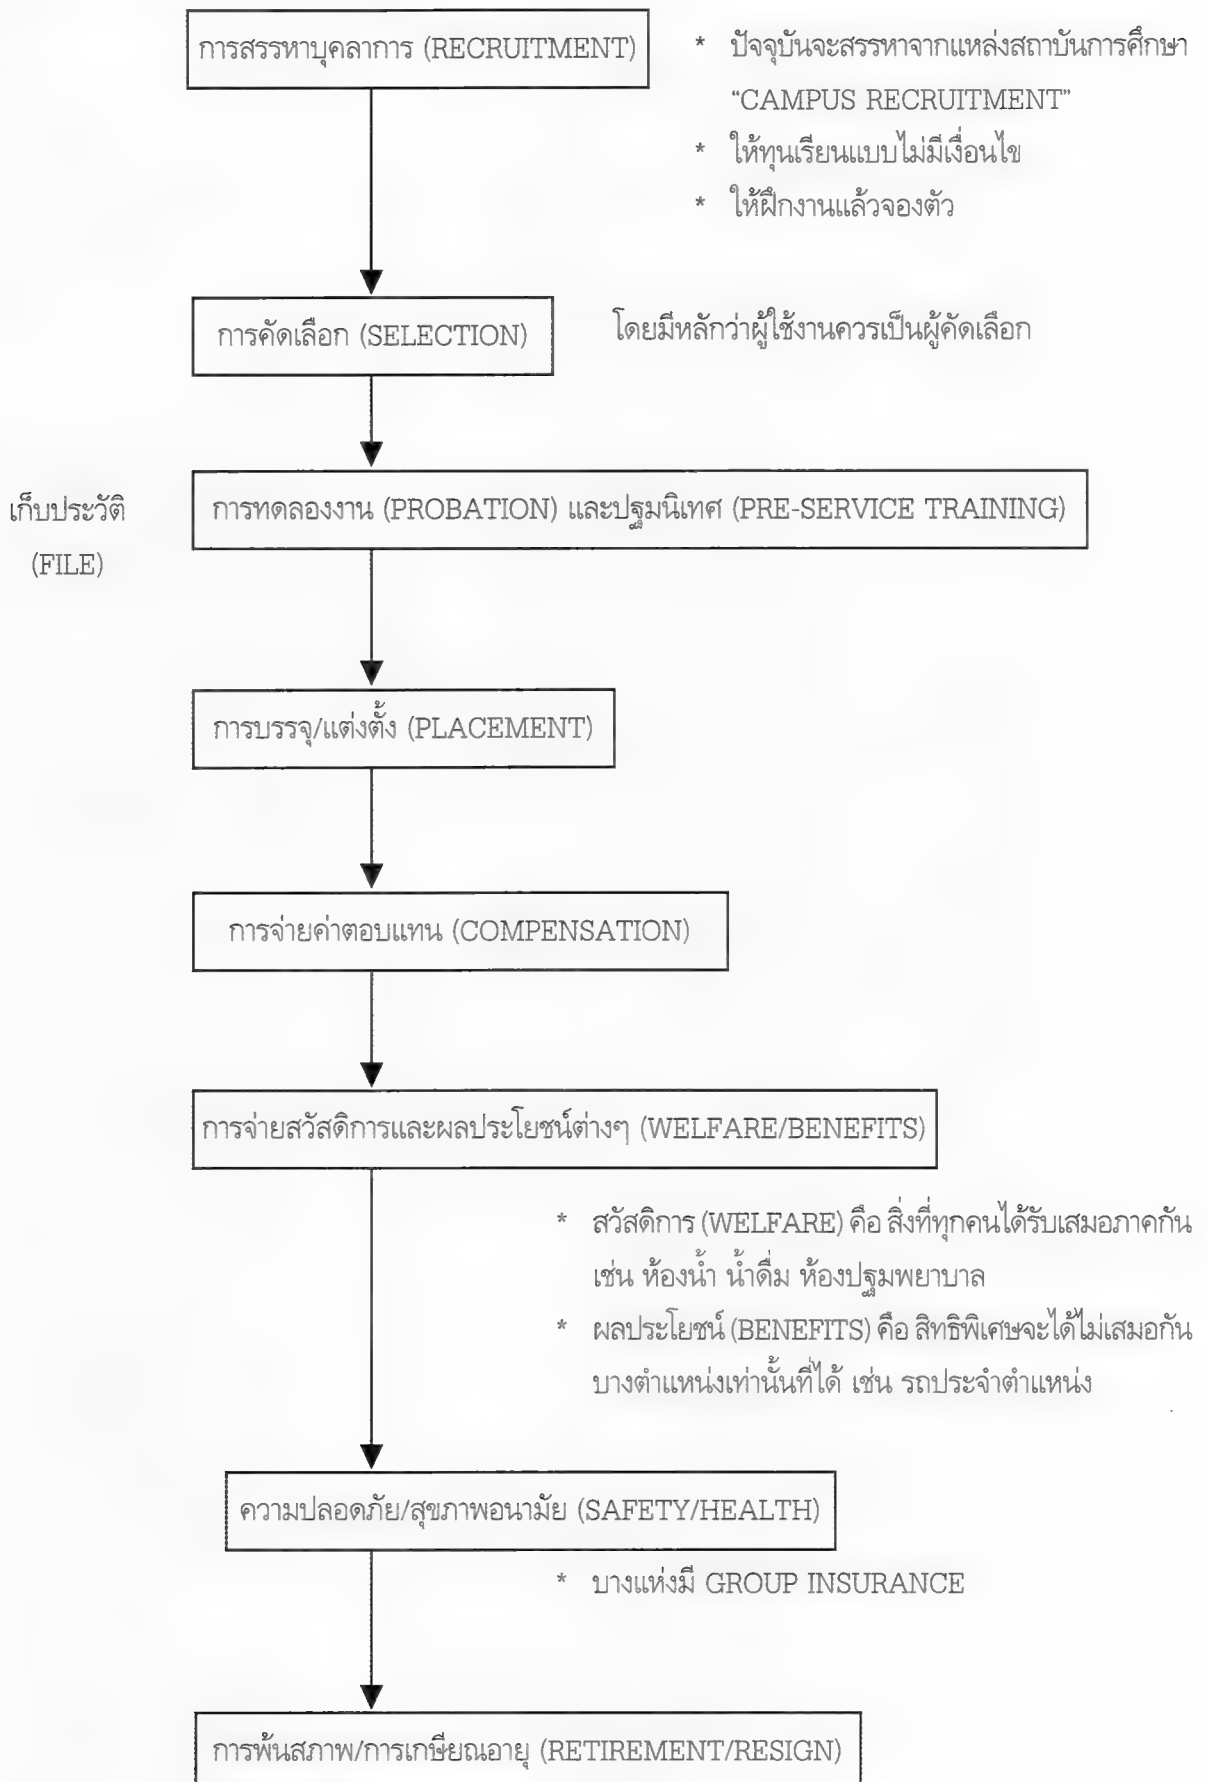 การสรรหาบุคลาการ (RECRUITMENT)
* ปัจจุบันจะสรรหาจากแหล่งสถาบันการศึกษา
“CAMPUS RECRUITMENT”
* ให้ทุนเรียนแบบไม่มีเงื่อนไข
* ให้ฝึกงานแล้วจองตัว
การคัดเลือก (SELECTION)
โดยมีหลักว่าผู้ใช้งานควรเป็นผู้คัดเลือก
เก็บประวัติ
(FILE)
การทดลองงาน (PROBATION) และปฐมนิเทศ (PRE-SERVICE TRAINING)
การบรรจุ/แต่งตั้ง (PLACEMENT)
การจ่ายค่าตอบแทน (COMPENSATION)
การจ่ายสวัสดิการและผลประโยชน์ต่างๆ (WELFARE/BENEFITS)
* สวัสดิการ (WELFARE) คือ สิ่งที่ทุกคนได้รับเสมอภาคกัน
เช่น ห้องน้ำ น้ำดื่ม ห้องปฐมพยาบาล
* ผลประโยชน์ (BENEFITS) คือ สิทธิพิเศษจะได้ไม่เสมอกัน
บางตำแหน่งเท่านั้นที่ได้ เช่น รถประจำตำแหน่ง
ความปลอดภัย/สุขภาพอนามัย (SAFETY/HEALTH)
* บางแห่งมี GROUP INSURANCE
การพ้นสภาพ/การเกษียณอายุ (RETIREMENT/RESIGN)